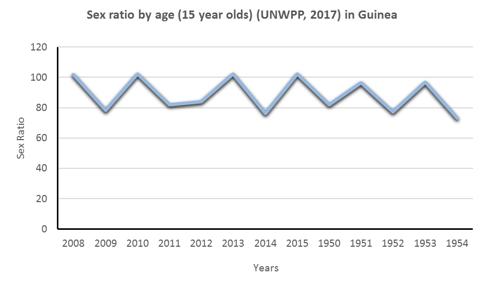 Sex ratio by age (15 year olds) (UNWPP, 2017) in Guinea
120
100
80
60
40
20
0
Sex Ratio
2008 2009 2010 2011 2012 2013 2014 2015 1950 1951 1952 1953 1954
Years